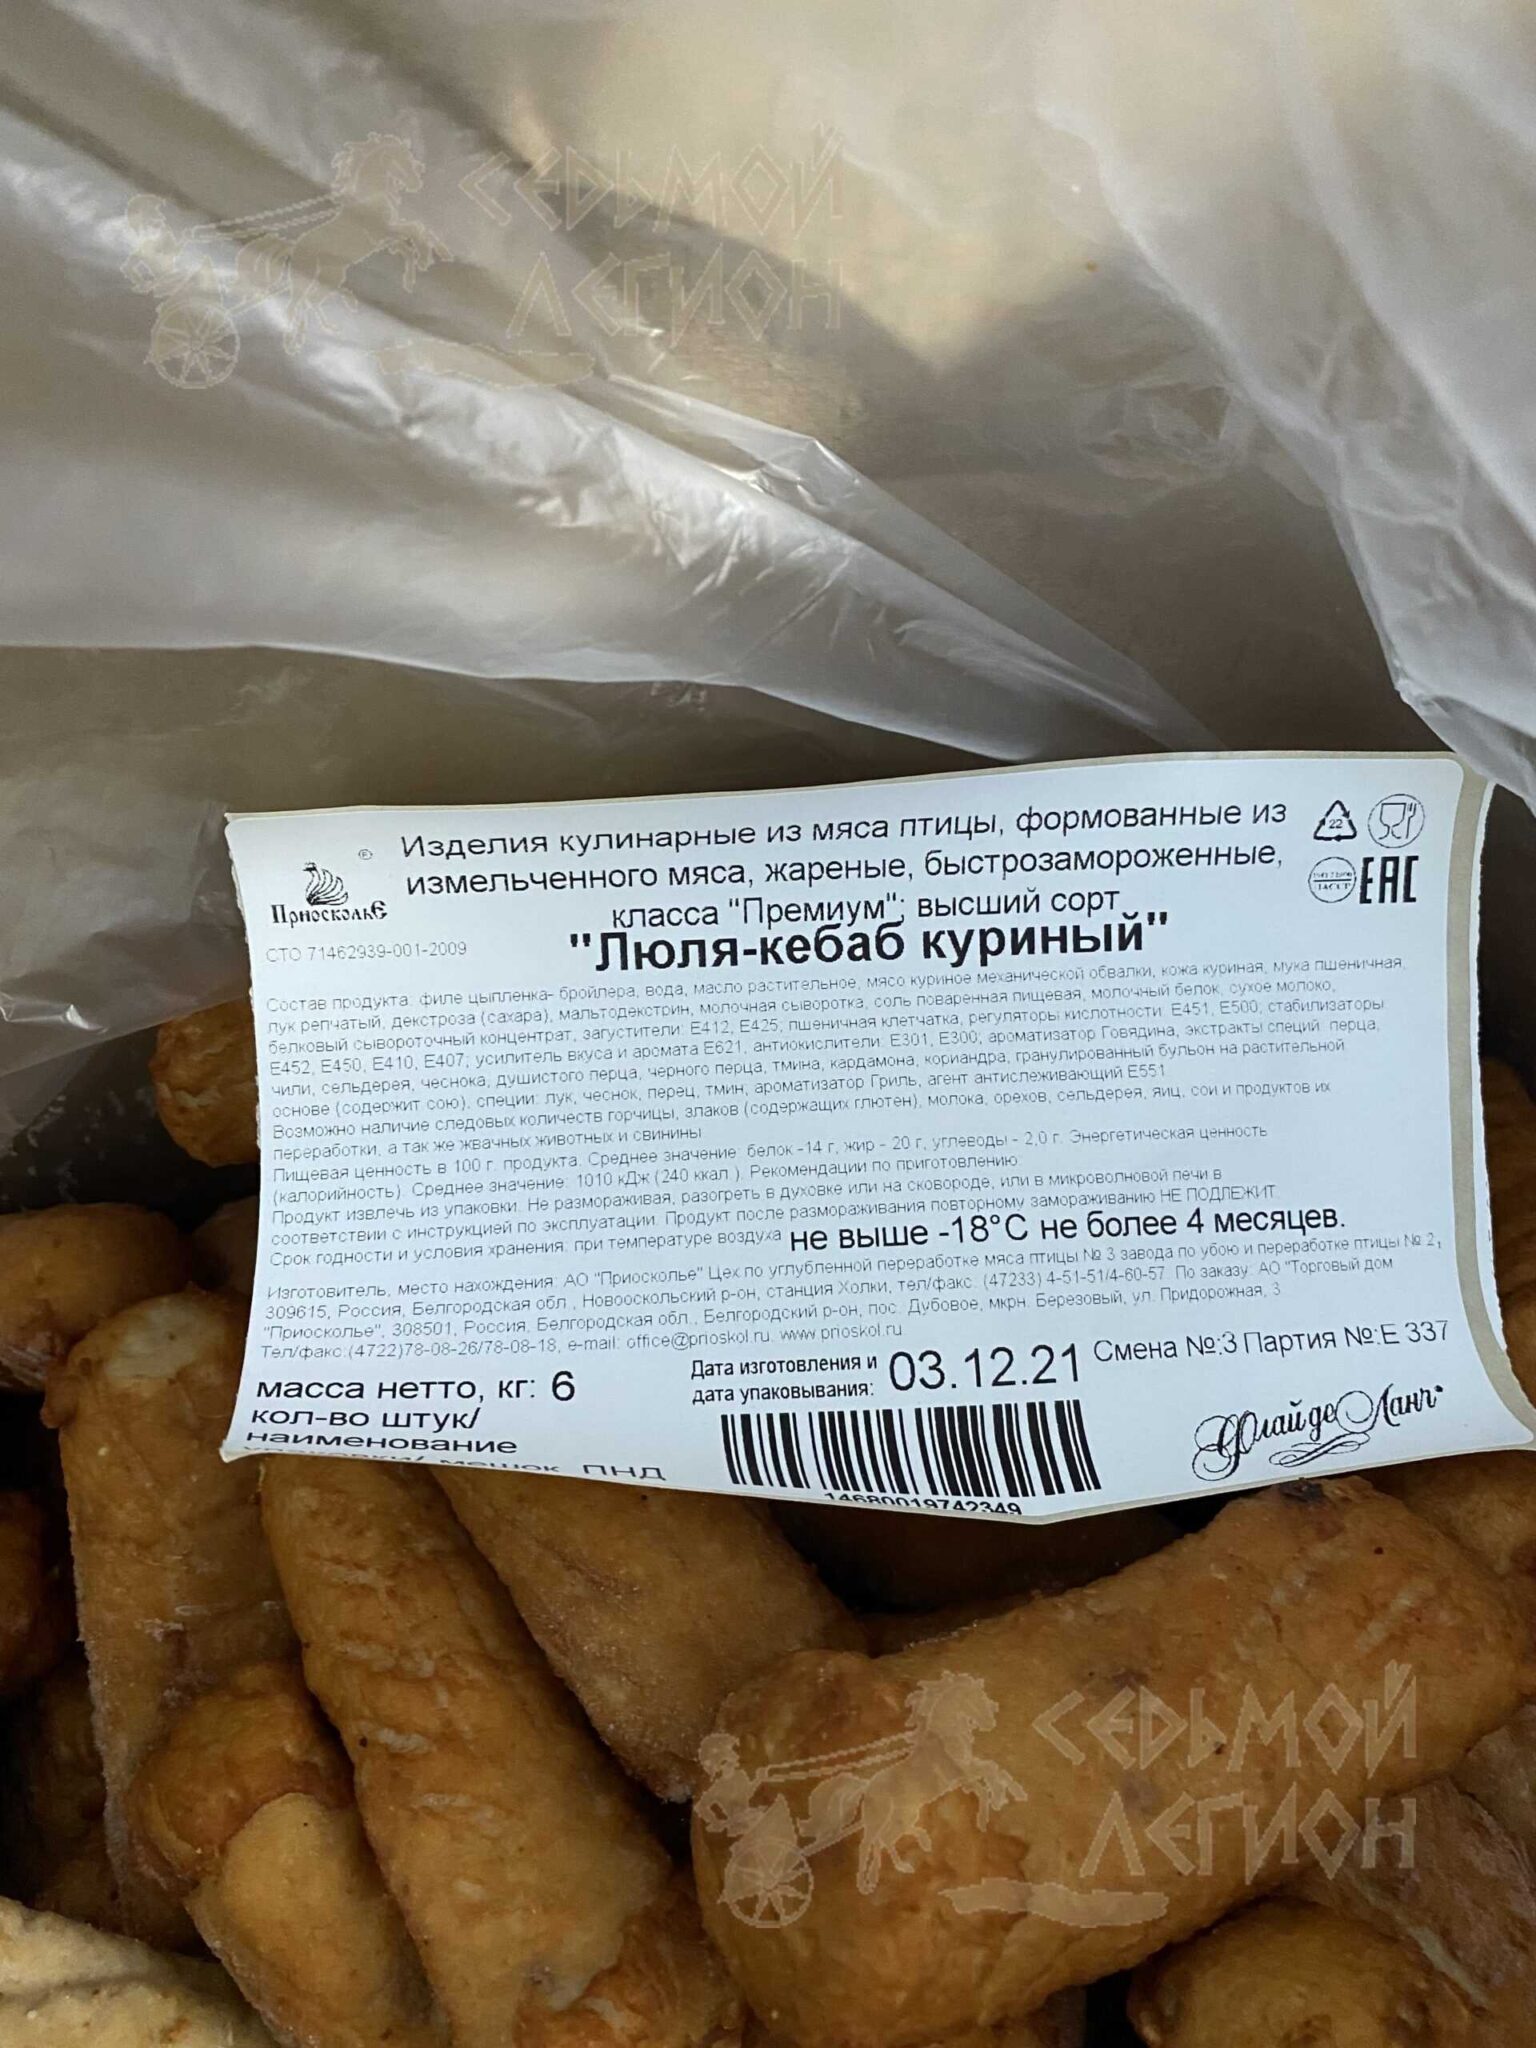 СЕДЬМОЙ
ЛЕГИОН
Изделия кулинарные из мяса птицы, формованные из
измельченного мяса, жареные, быстрозамороженные,
класса "Премиум"; высший сорт
"Люля-кебаб куриный"
®
ПриоскольЕ
СТО 71462939-001-2009
22
ЕАС
Состав продукта: филе цыпленка- бройлера, вода, масло растительное, мясо куриное механической обвалки, кожа куриная, мука пшеничная,
лук репчатый, декстроза (сахара), мальтодекстрин, молочная сыворотка, соль поваренная пищевая, молочный белок, сухое молоко,
белковый сывороточный концентрат, загустители: Е412, Е425, пшеничная клетчатка, регуляторы кислотности: Е451, Е500, стабилизаторы:
Е452, Е450, Е410, Е407; усилитель вкуса и аромата Е621, антиокислители: Е301, Е300, ароматизатор Говядина, экстракты специй: перца,
чили, сельдерея, чеснока, душистого перца, черного перца, тмина, кардамона, кориандра, гранулированный бульон на растительной
основе (содержит сою), специи: лук, чеснок, перец, тмин, ароматизатор Гриль, агент антислеживающий Е551.
Возможно наличие следовых количеств горчицы, злаков (содержащих глютен), молока, орехов, сельдерея, яиц, сои и продуктов их
переработки, а так же жвачных животных и свинины
Пищевая ценность в 100 г. продукта. Среднее значение: белок -14 г, жир - 20 г, углеводы - 2,0 г. Энергетическая ценность
(калорийность). Среднее значение: 1010 кДж (240 ккал.). Рекомендации по приготовлению:
Продукт извлечь из упаковки. Не размораживая, разогреть в духовке или на сковороде, или в микроволновой печи в
соответствии с инструкцией по эксплуатации. Продукт после размораживания повторному замораживанию НЕ ПОДЛЕЖИТ.
Срок годности и условия хранения: при температуре воздуха не выше -18°С не более 4 месяцев.
Изготовитель, место нахождения: АО "Приосколье" Цех по углубленной переработке мяса птицы № 3 завода по убою и переработке птицы № 2,
309615, Россия, Белгородская обл., Новооскольский р-он, станция Холки, тел/факс: (47233) 4-51-51/4-60-57. По заказу: АО "Торговый дом
"Приосколье", 308501, Россия, Белгородская обл., Белгородский р-он, пос. Дубовое, мкрн. Березовый, ул. Придорожная, 3.
Тел/факс:(4722)78-08-26/78-08-18, e-mail: office@prioskol.ru, www.prioskol.ru
масса нетто, кг: 6
кол-во штук/
наименование
мешок ПНД
Дата изготовления и
дата упаковывания: 03.12.21
Смена №:3 Партия №:Е 337
14680019742349
Флай де Ланч
СЕДЬМОЙ
ЛЕГИОН